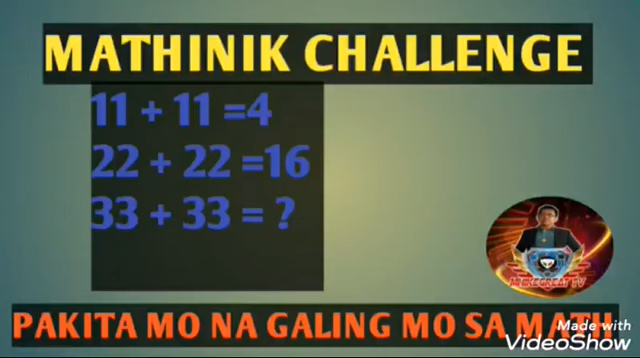 MATHINIK CHALLENGE
11 + 11 =4
22 + 22 =16
33 + 33 = ?
PAKITA MO NA GALING MO SA MATH
Made with
VideoShow